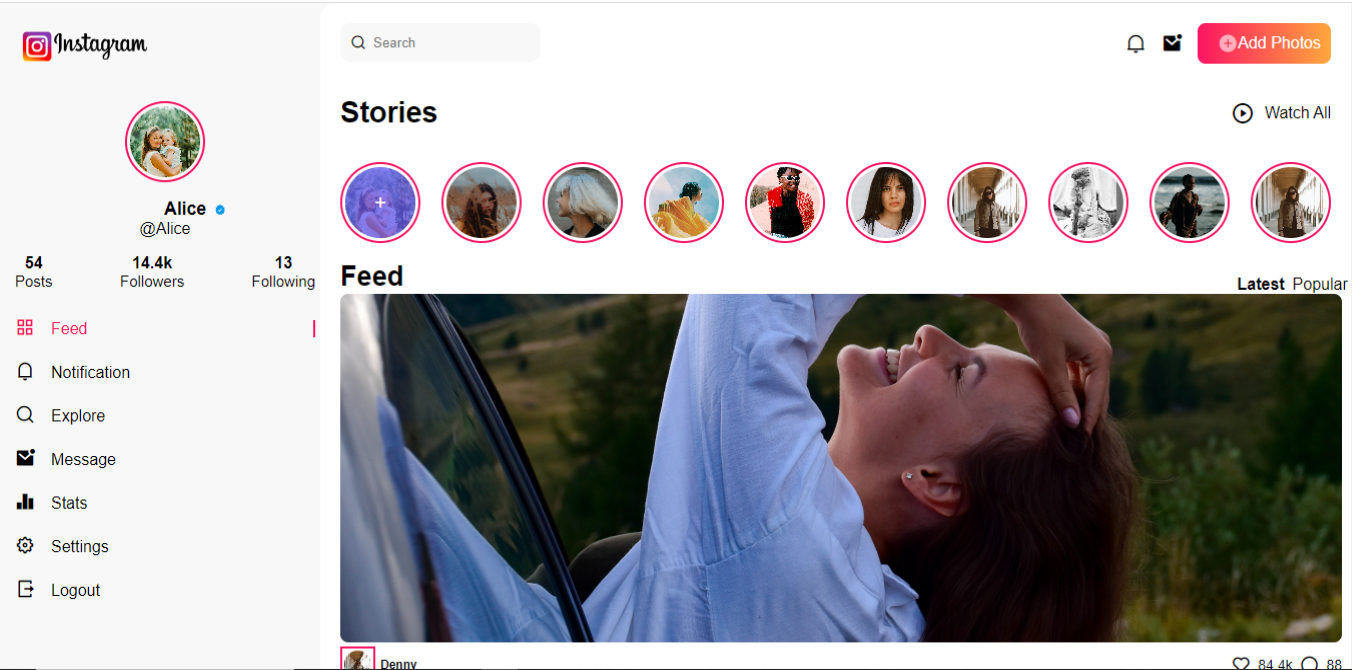 Instagram
Search
Add Photos
Stories
Watch All
Alice
@Alice
54 14.4k 13
Posts Followers Following
Feed
Notification
Explore
Message
Stats
Settings
Logout
Feed
Latest Popular
Denny
84.4k 88